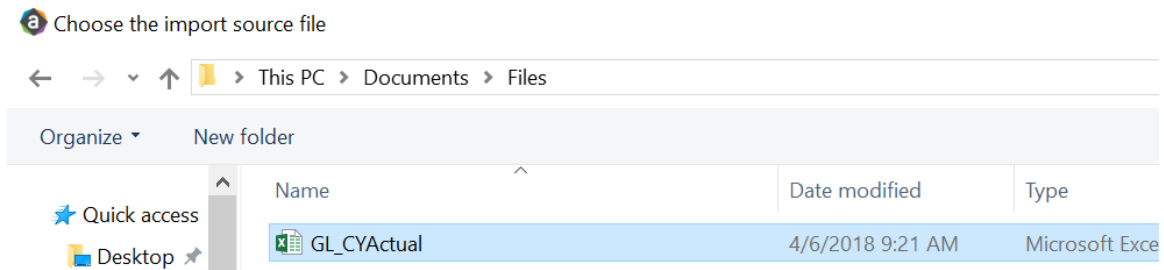 Choose the import source file
This PC > Documents > Files
Organize New folder
Name Date modified Type
Quick access
GL_CYActual 4/6/2018 9:21 AM Microsoft Exce
Desktop